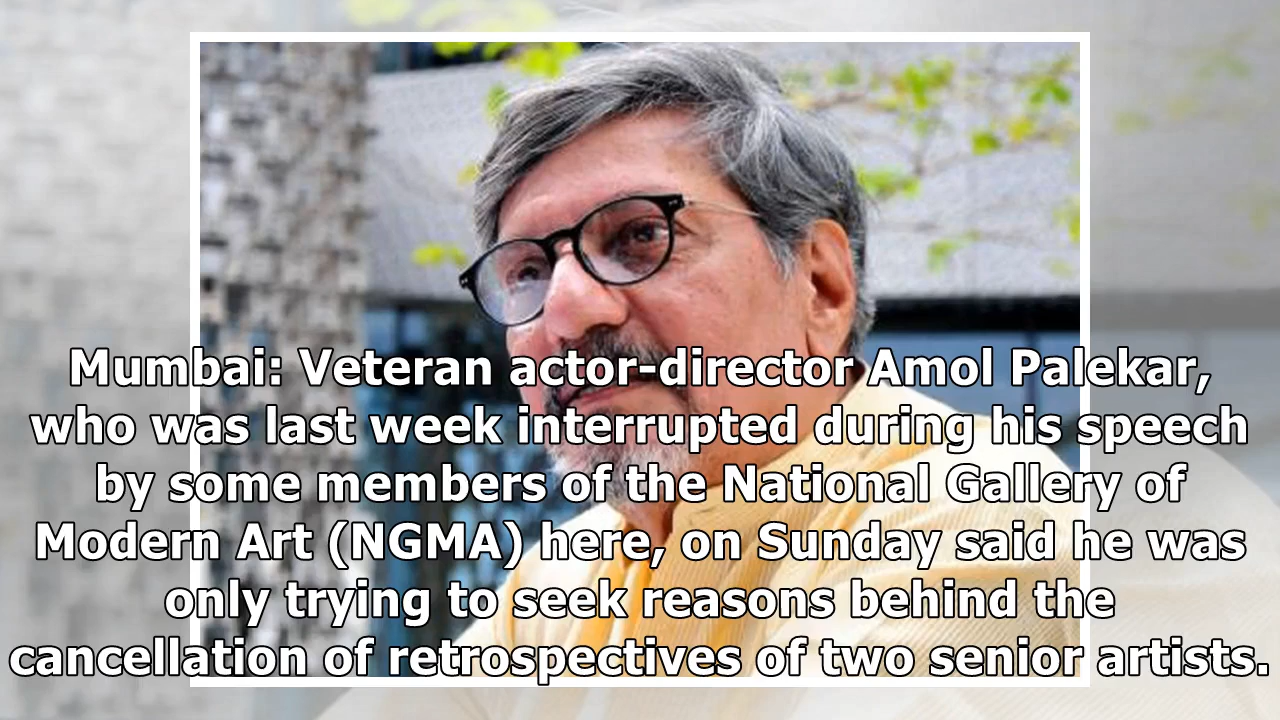 Mumbai: Veteran actor-director Amol Palekar,
who was last week interrupted during his speech
by some members of the National Gallery of
Modern Art (NGMA) here, on Sunday said he was
only trying to seek reasons behind the
cancellation of retrospectives of two senior artists.